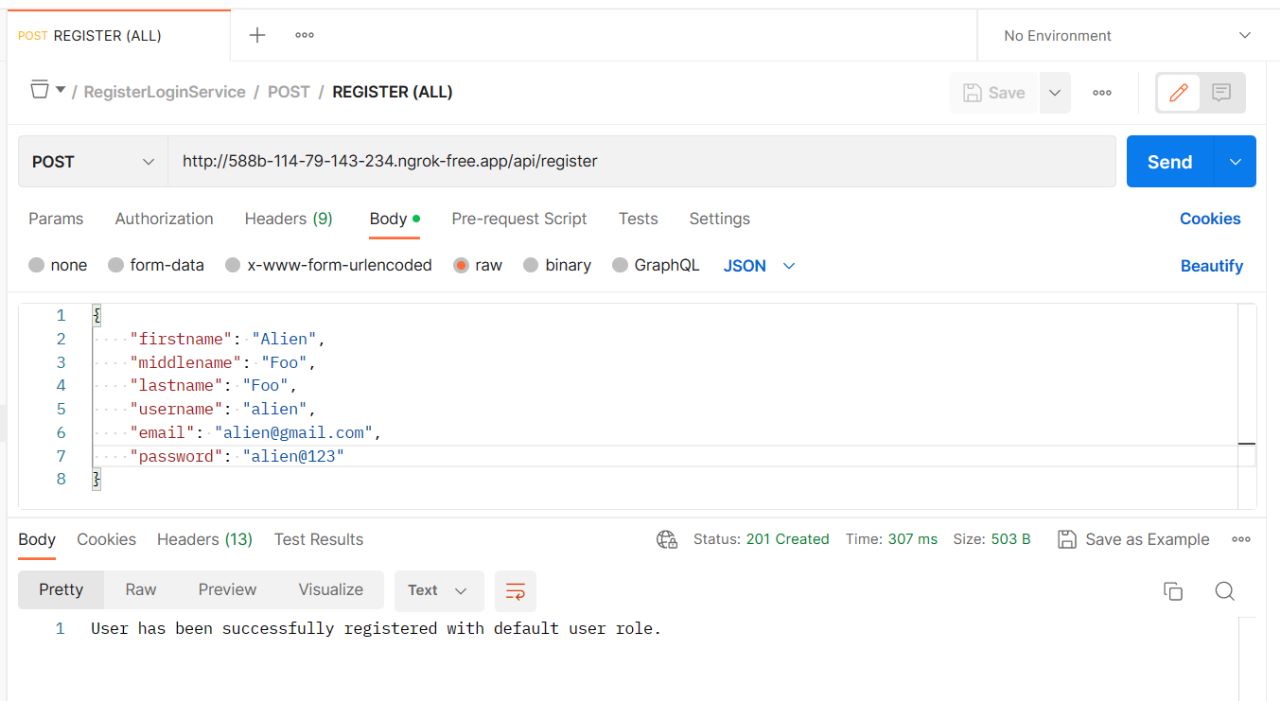 POST REGISTER (ALL)
No Environment
/ RegisterLoginService / POST / REGISTER (ALL)
Save
POST
http://588b-114-79-143-234.ngrok-free.app/api/register
Send
Params Authorization Headers (9) Body Pre-request Script Tests Settings Cookies
none form-data x-www-form-urlencoded raw binary GraphQL JSON Beautify
1 {
2 "firstname": "Alien",
3 "middlename": "Foo",
4 "lastname": "Foo",
5 "username": "alien",
6 "email": "alien@gmail.com",
7 "password": "alien@123"
8 }
Body Cookies Headers (13) Test Results Status: 201 Created Time: 307 ms Size: 503 B Save as Example
Pretty Raw Preview Visualize Text
1 User has been successfully registered with default user role.